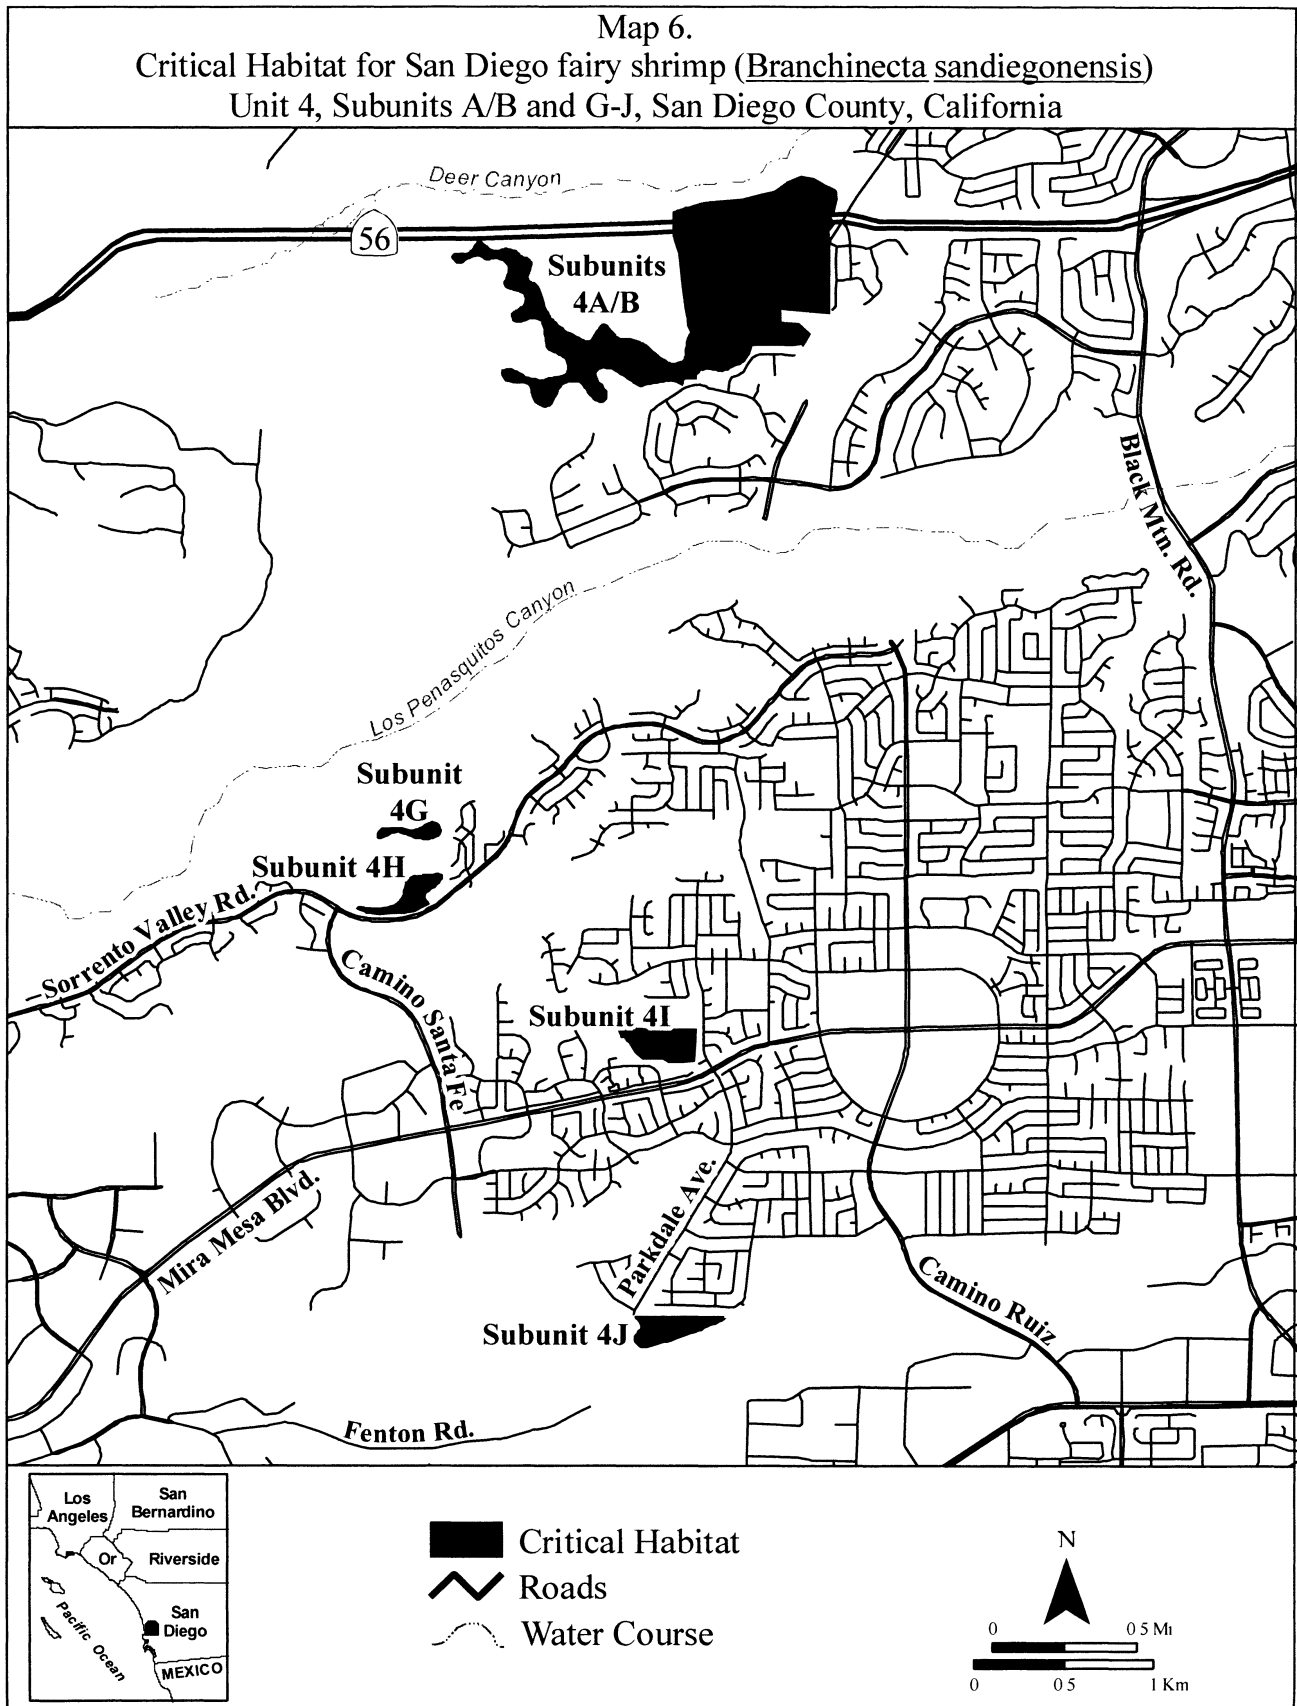 Map 6.
Critical Habitat for San Diego fairy shrimp (Branchinecta sandiegonensis)
Unit 4, Subunits A/B and G-J, San Diego County, California
Deer Canyon
56
Subunits
4A/B
Black Mtn. Rd.
Los Penasquitos Canyon
Subunit
4G
Subunit 4H
Sorrento Valley Rd.
Camino Santa Fe
Subunit 4I
Parkdale Ave.
Mira Mesa Blvd.
Camino Ruiz
Subunit 4J
Fenton Rd.
Los
Angeles
San
Bernardino
Or
Riverside
San
Diego
Pacific Ocean
MEXICO
Critical Habitat
Roads
Water Course
N
0 0 5 Mi
0 0 5 1 Km